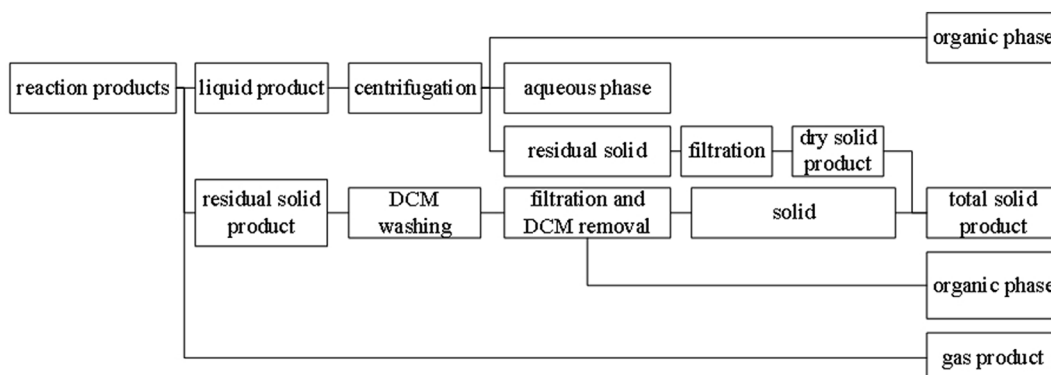 organic phase
reaction products
liquid product
centrifugation
aqueous phase
residual solid
filtration
dry solid
product
residual solid
product
DCM
washing
filtration and
DCM removal
solid
total solid
product
organic phase
gas product